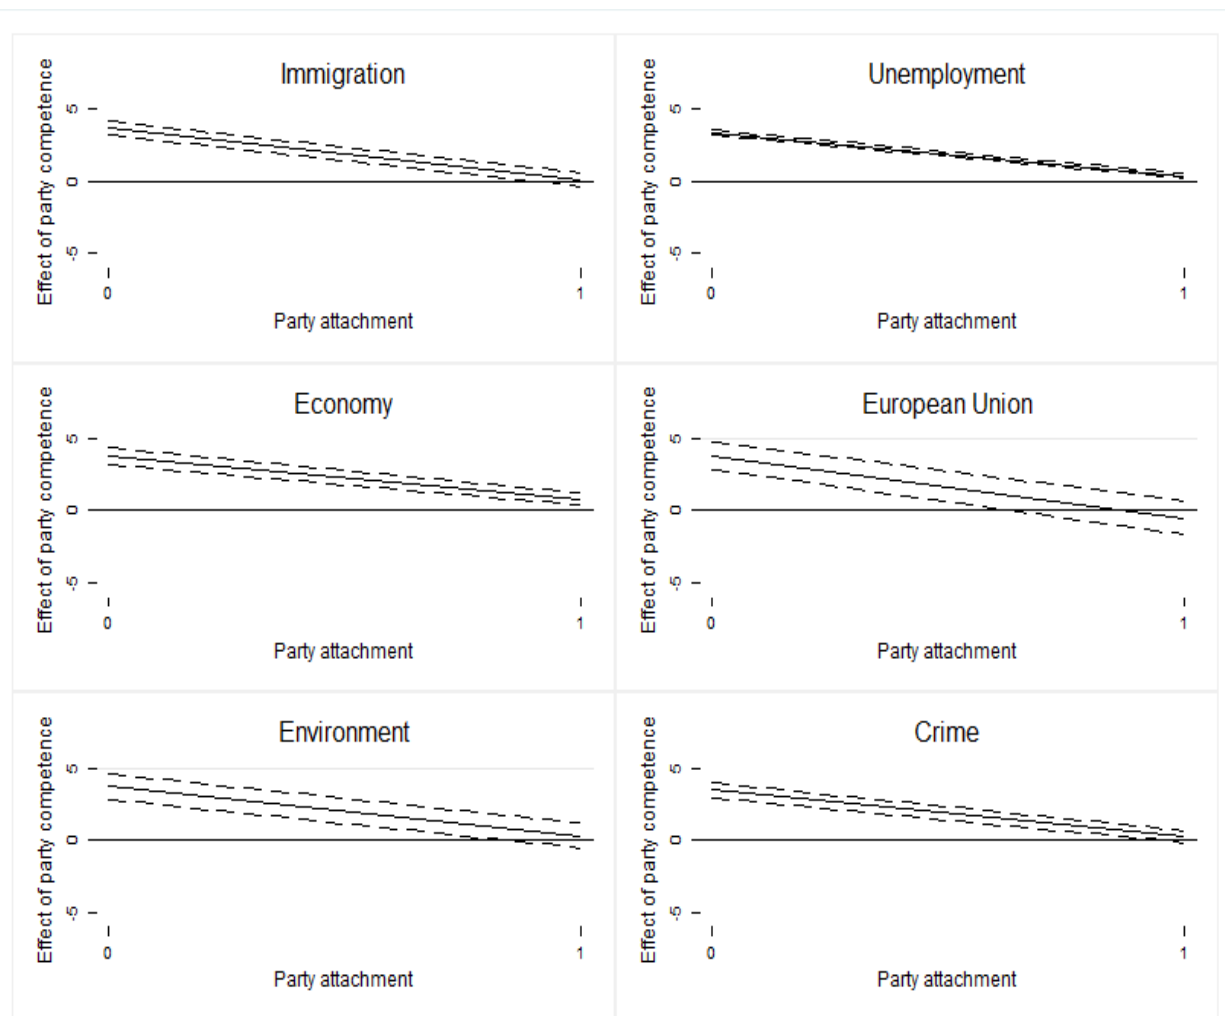 Immigration
Effect of party competence
5
0
-5
0 1
Party attachment
Unemployment
Effect of party competence
5
0
-5
0 1
Party attachment
Economy
Effect of party competence
5
0
-5
0 1
Party attachment
European Union
Effect of party competence
5
0
-5
0 1
Party attachment
Environment
Effect of party competence
5
0
-5
0 1
Party attachment
Crime
Effect of party competence
5
0
-5
0 1
Party attachment